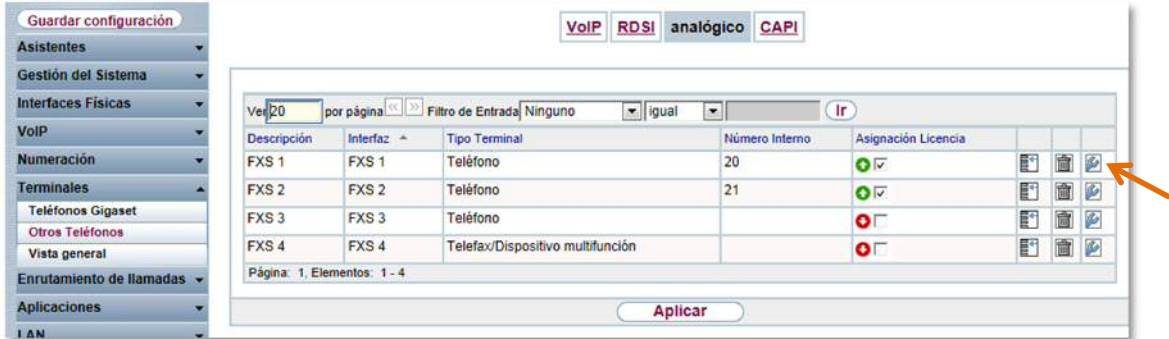 Guardar configuración
VoIP RDSI analógico CAPI
Asistentes
Gestión del Sistema
Interfaces Físicas
VoIP
Numeración
Terminales
Teléfonos Gigaset
Otros Teléfonos
Vista general
Enrutamiento de llamadas
Aplicaciones
LAN
Ver 20 por página << >> Filtro de Entrada Ninguno igual Ir
Descripción Interfaz Tipo Terminal Número Interno Asignación Licencia
FXS 1 FXS 1 Teléfono 20
FXS 2 FXS 2 Teléfono 21
FXS 3 FXS 3 Teléfono
FXS 4 FXS 4 Telefax/Dispositivo multifunción
Página: 1, Elementos: 1 - 4
Aplicar